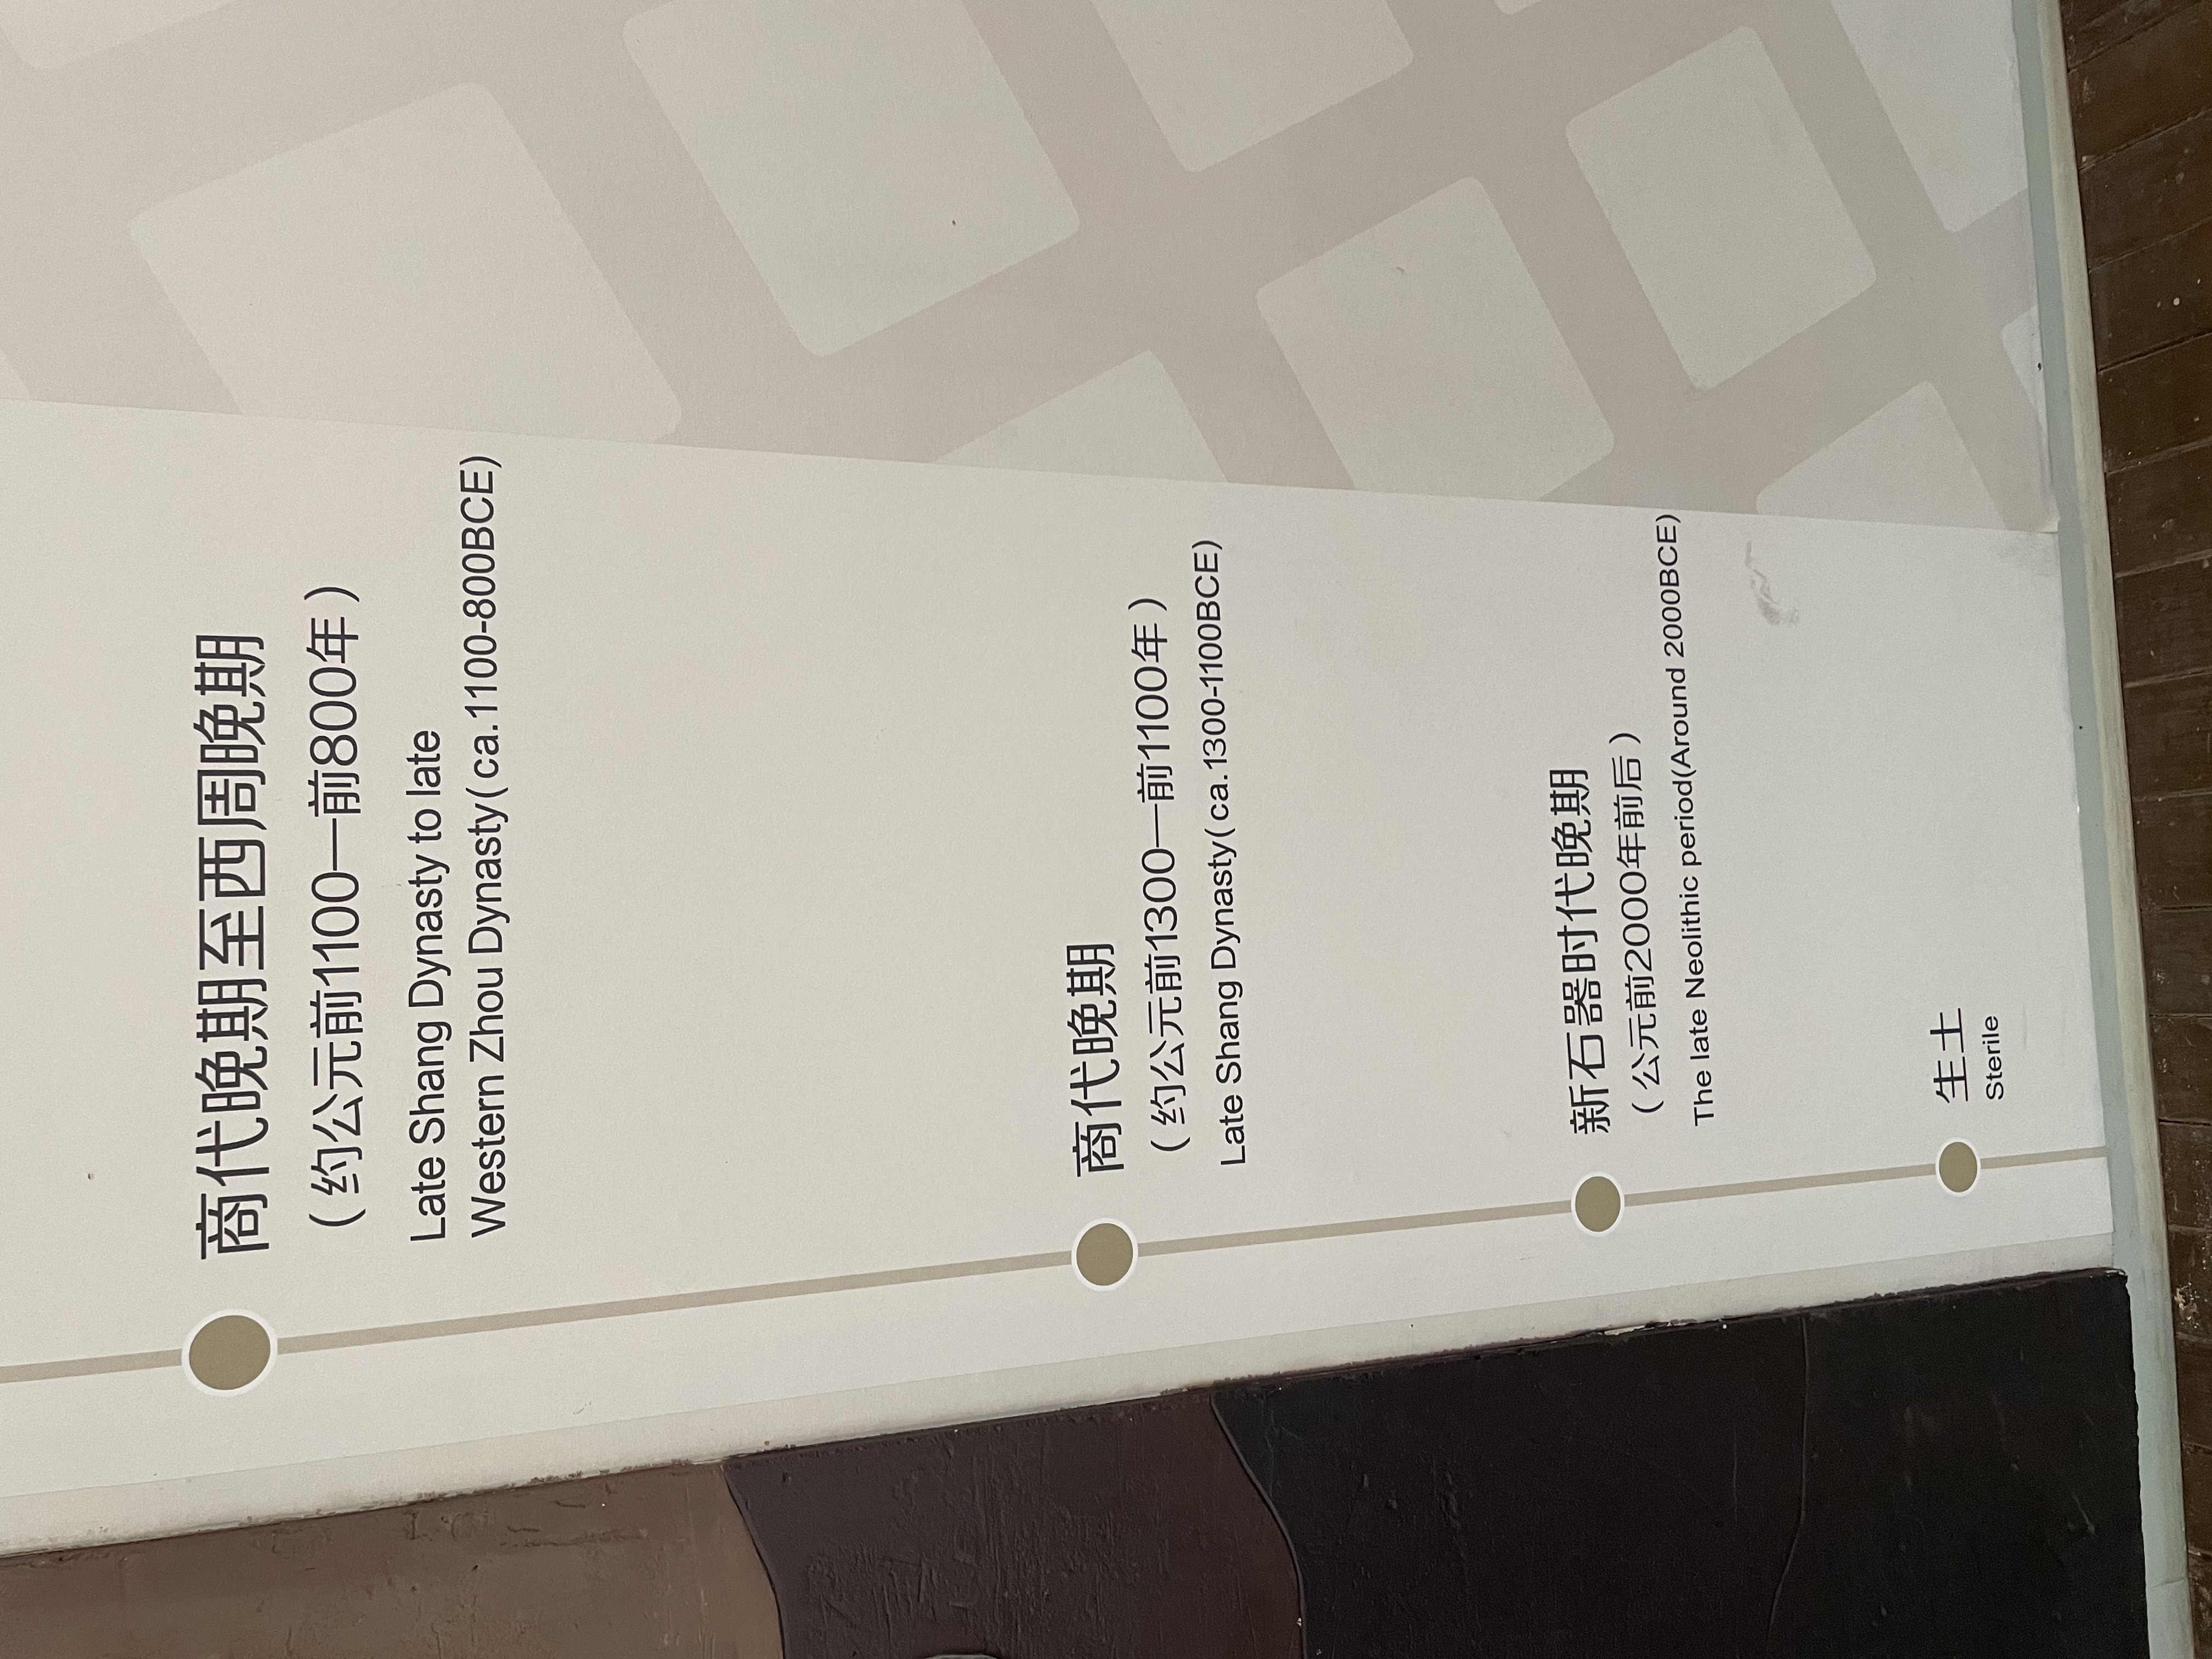 商代晚期至西周晚期
（约公元前1100—前800年）
Late Shang Dynasty to late
Western Zhou Dynasty(ca.1100-800BCE)
商代晚期
（约公元前1300—前1100年）
Late Shang Dynasty(ca.1300-1100BCE)
新石器时代晚期
（公元前2000年前后）
The late Neolithic period(Around 2000BCE)
生土
Sterile